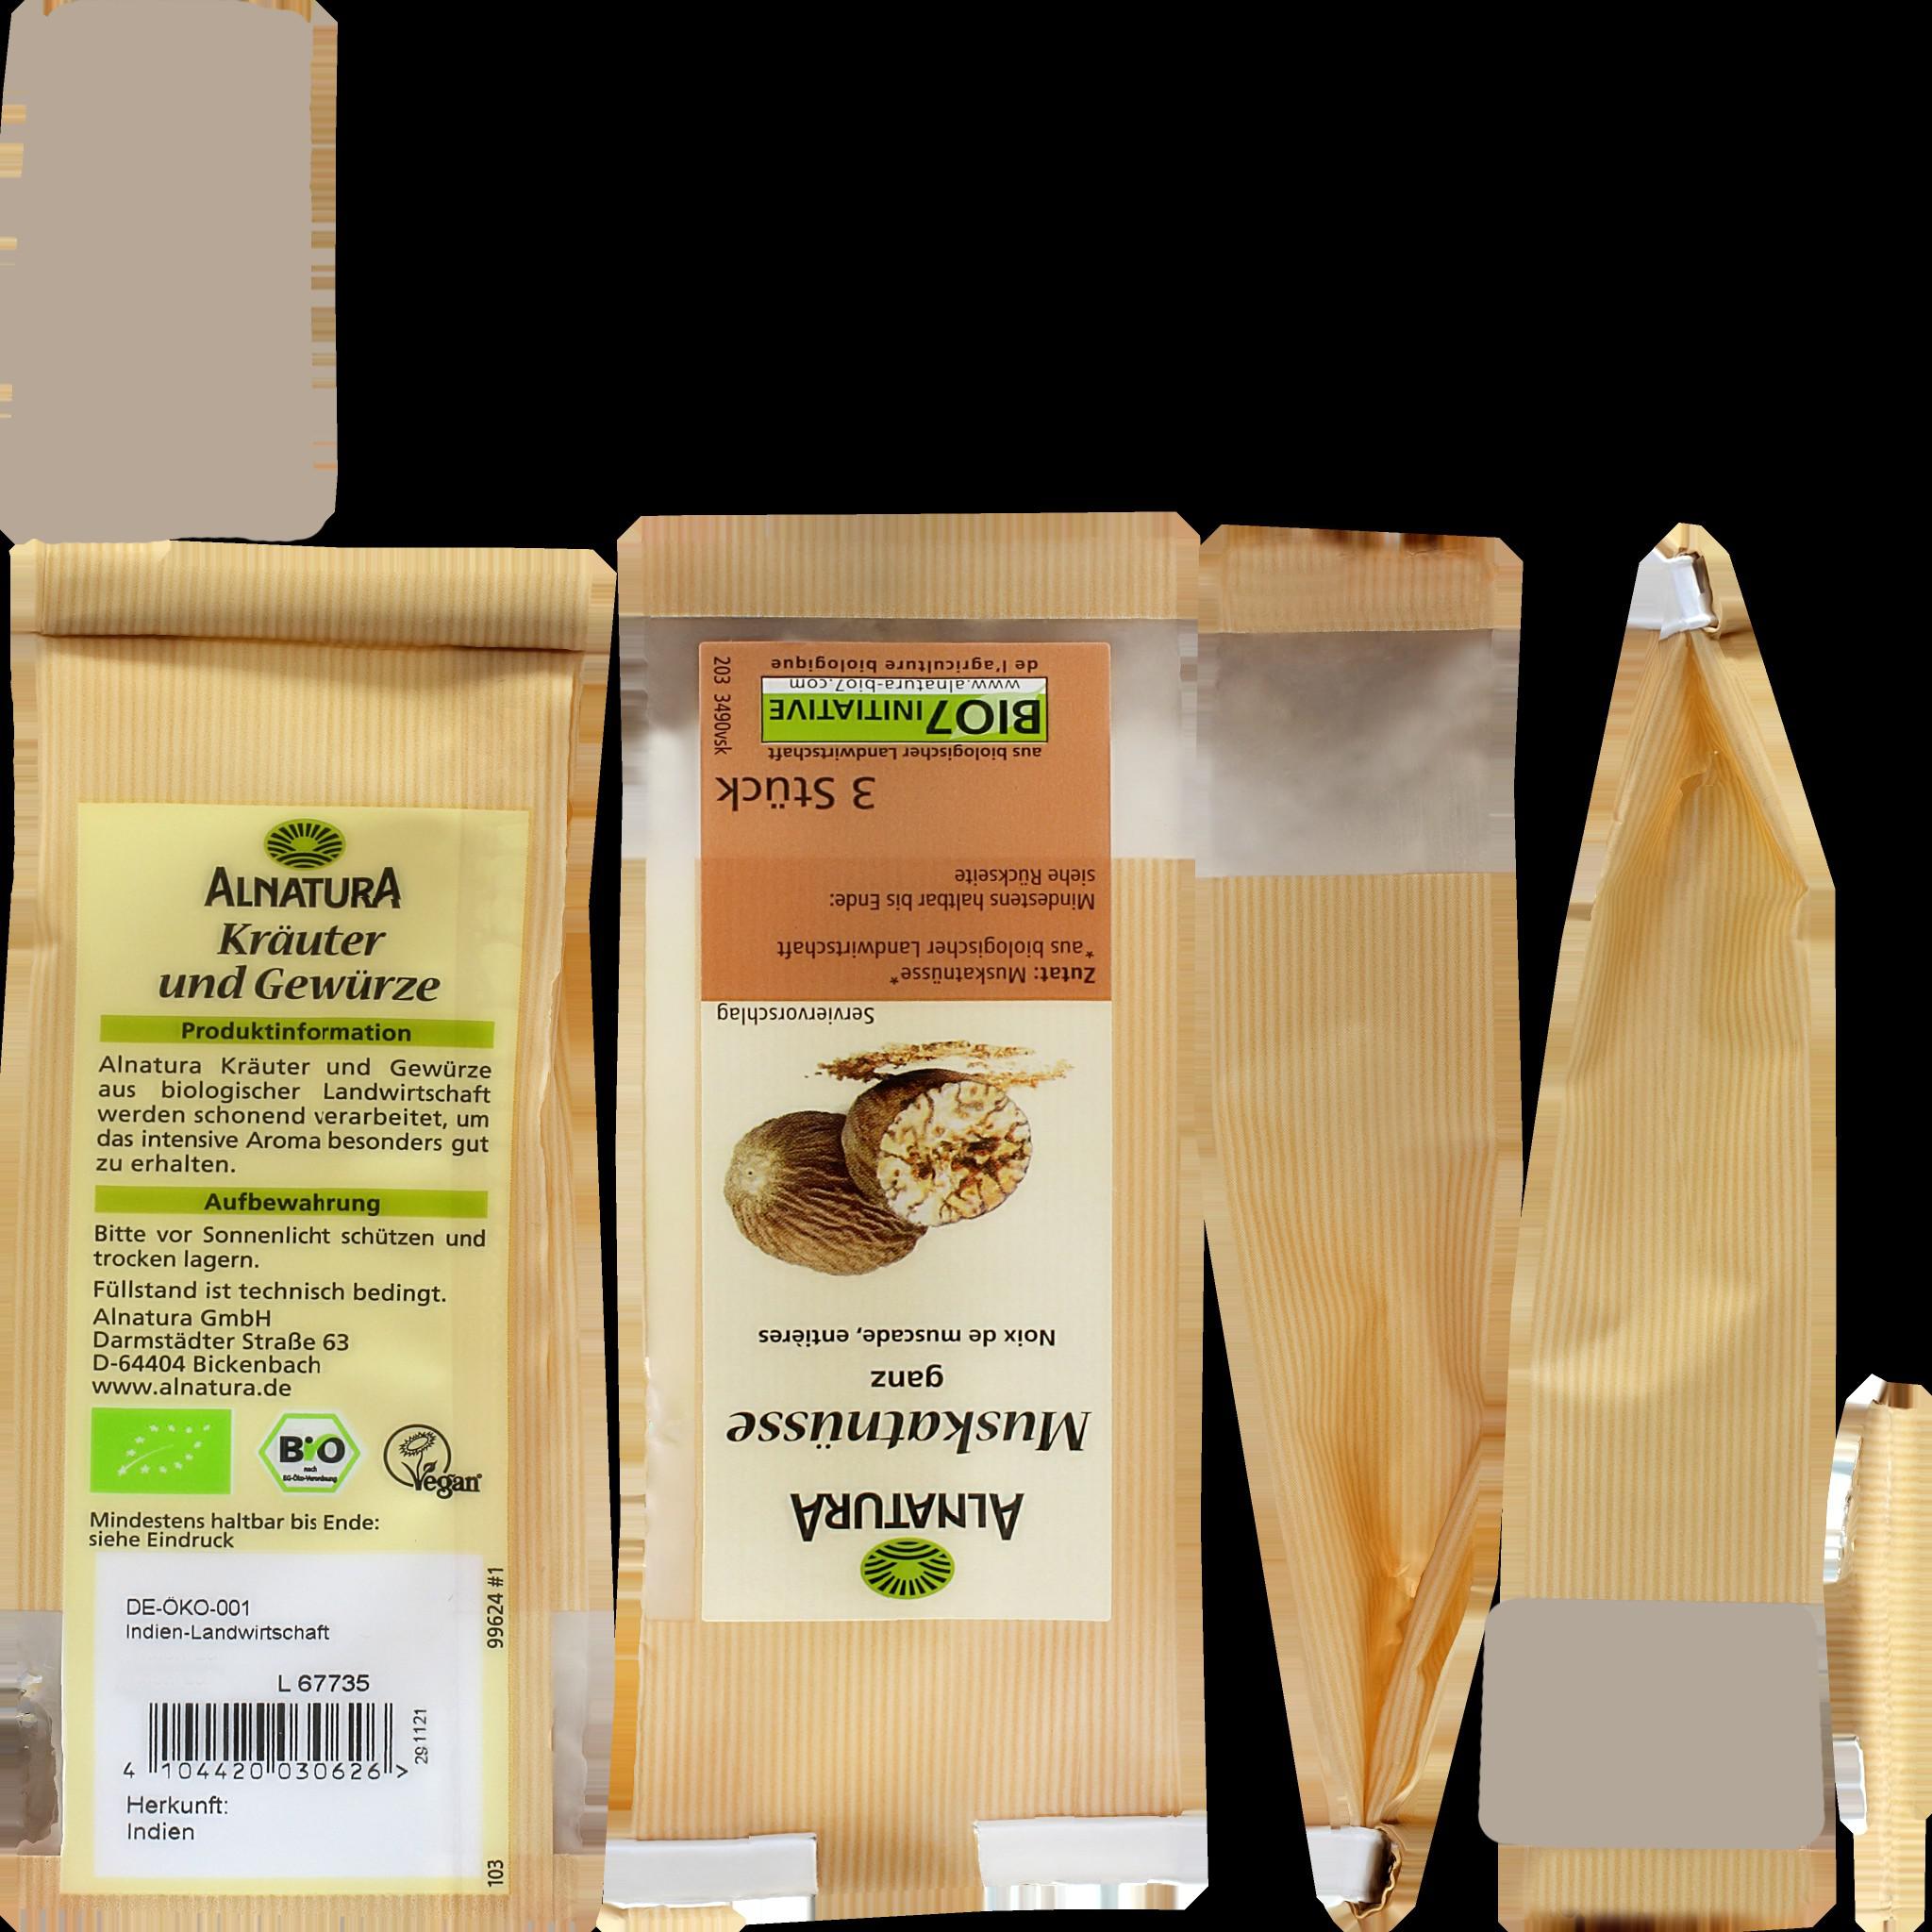 ALNATURA
Kräuter
und Gewürze
Produktinformation
Alnatura Kräuter und Gewürze
aus biologischer Landwirtschaft
werden schonend verarbeitet, um
das intensive Aroma besonders gut
zu erhalten.
Aufbewahrung
Bitte vor Sonnenlicht schützen und
trocken lagern.
Füllstand ist technisch bedingt.
Alnatura GmbH
Darmstädter Straße 63
D-64404 Bickenbach
www.alnatura.de
BiO
nach
EG-Öko-Verordnung
Vegan
Mindestens haltbar bis Ende:
siehe Eindruck
DE-ÖKO-001
Indien-Landwirtschaft
L 67735
4 104420 030626 >
291121
Herkunft:
Indien
99624 #1
103
ALNATURA
Muskatnüsse
ganz
Noix de muscade, entières
Serviervorschlag
Zutat: Muskatnüsse*
*aus biologischer Landwirtschaft
Mindestens haltbar bis Ende:
siehe Rückseite
3 Stück
aus biologischer Landwirtschaft
BIO7 INITIATIVE
www.alnatura-bio7.com
de l'agriculture biologique
203 3490vsk